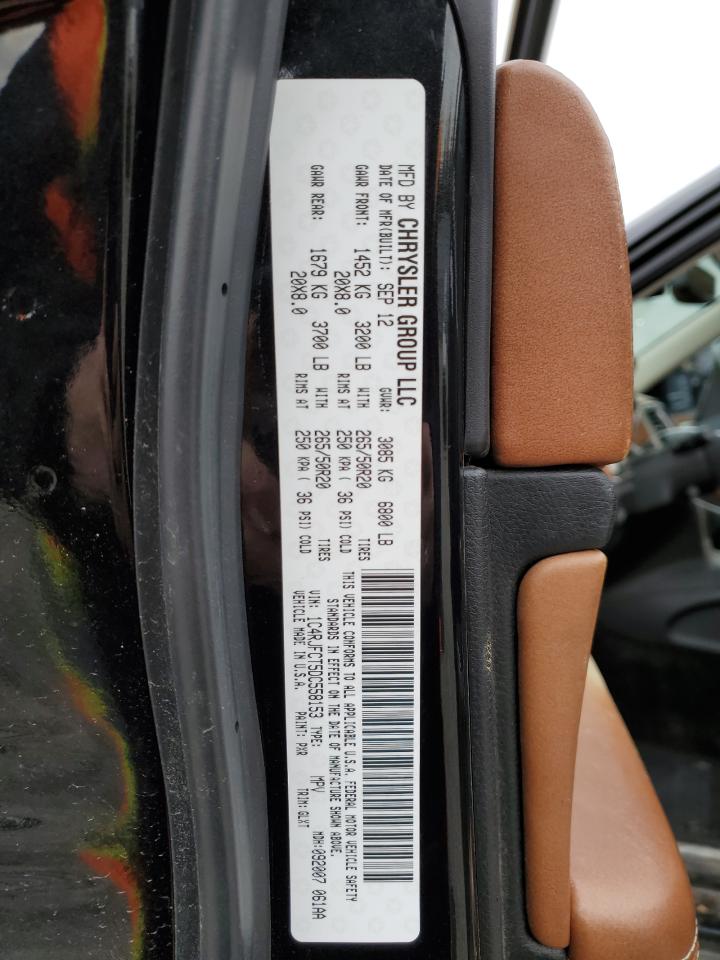 MFD BY CHRYSLER GROUP LLC
DATE OF MFR(BUILT): SEP 12 GVWR: 3085 KG 6800 LB
GAWR FRONT: 1452 KG 3200 LB WITH 265/50R20 TIRES
20X8.0 RIMS AT 250 KPA ( 36 PSI) COLD
GAWR REAR: 1679 KG 3700 LB WITH 265/50R20 TIRES
20X8.0 RIMS AT 250 KPA ( 36 PSI) COLD
THIS VEHICLE CONFORMS TO ALL APPLICABLE U.S.A. FEDERAL MOTOR VEHICLE SAFETY
STANDARDS IN EFFECT ON THE DATE OF MANUFACTURE SHOWN ABOVE.
VIN: 1C4RJFCT5DC558153 TYPE: MPV MDH:092007 061AA
VEHICLE MADE IN U.S.A. PAINT: PXR TRIM: GLXT